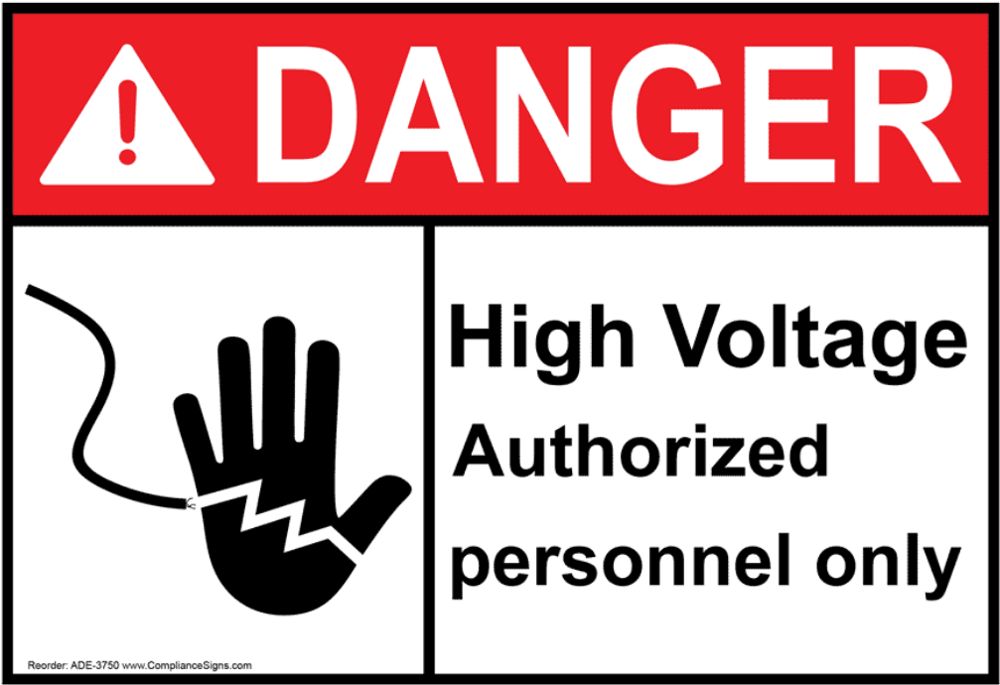 DANGER
High Voltage
Authorized
personnel only
Reorder: ADE-3750 www.ComplianceSigns.com